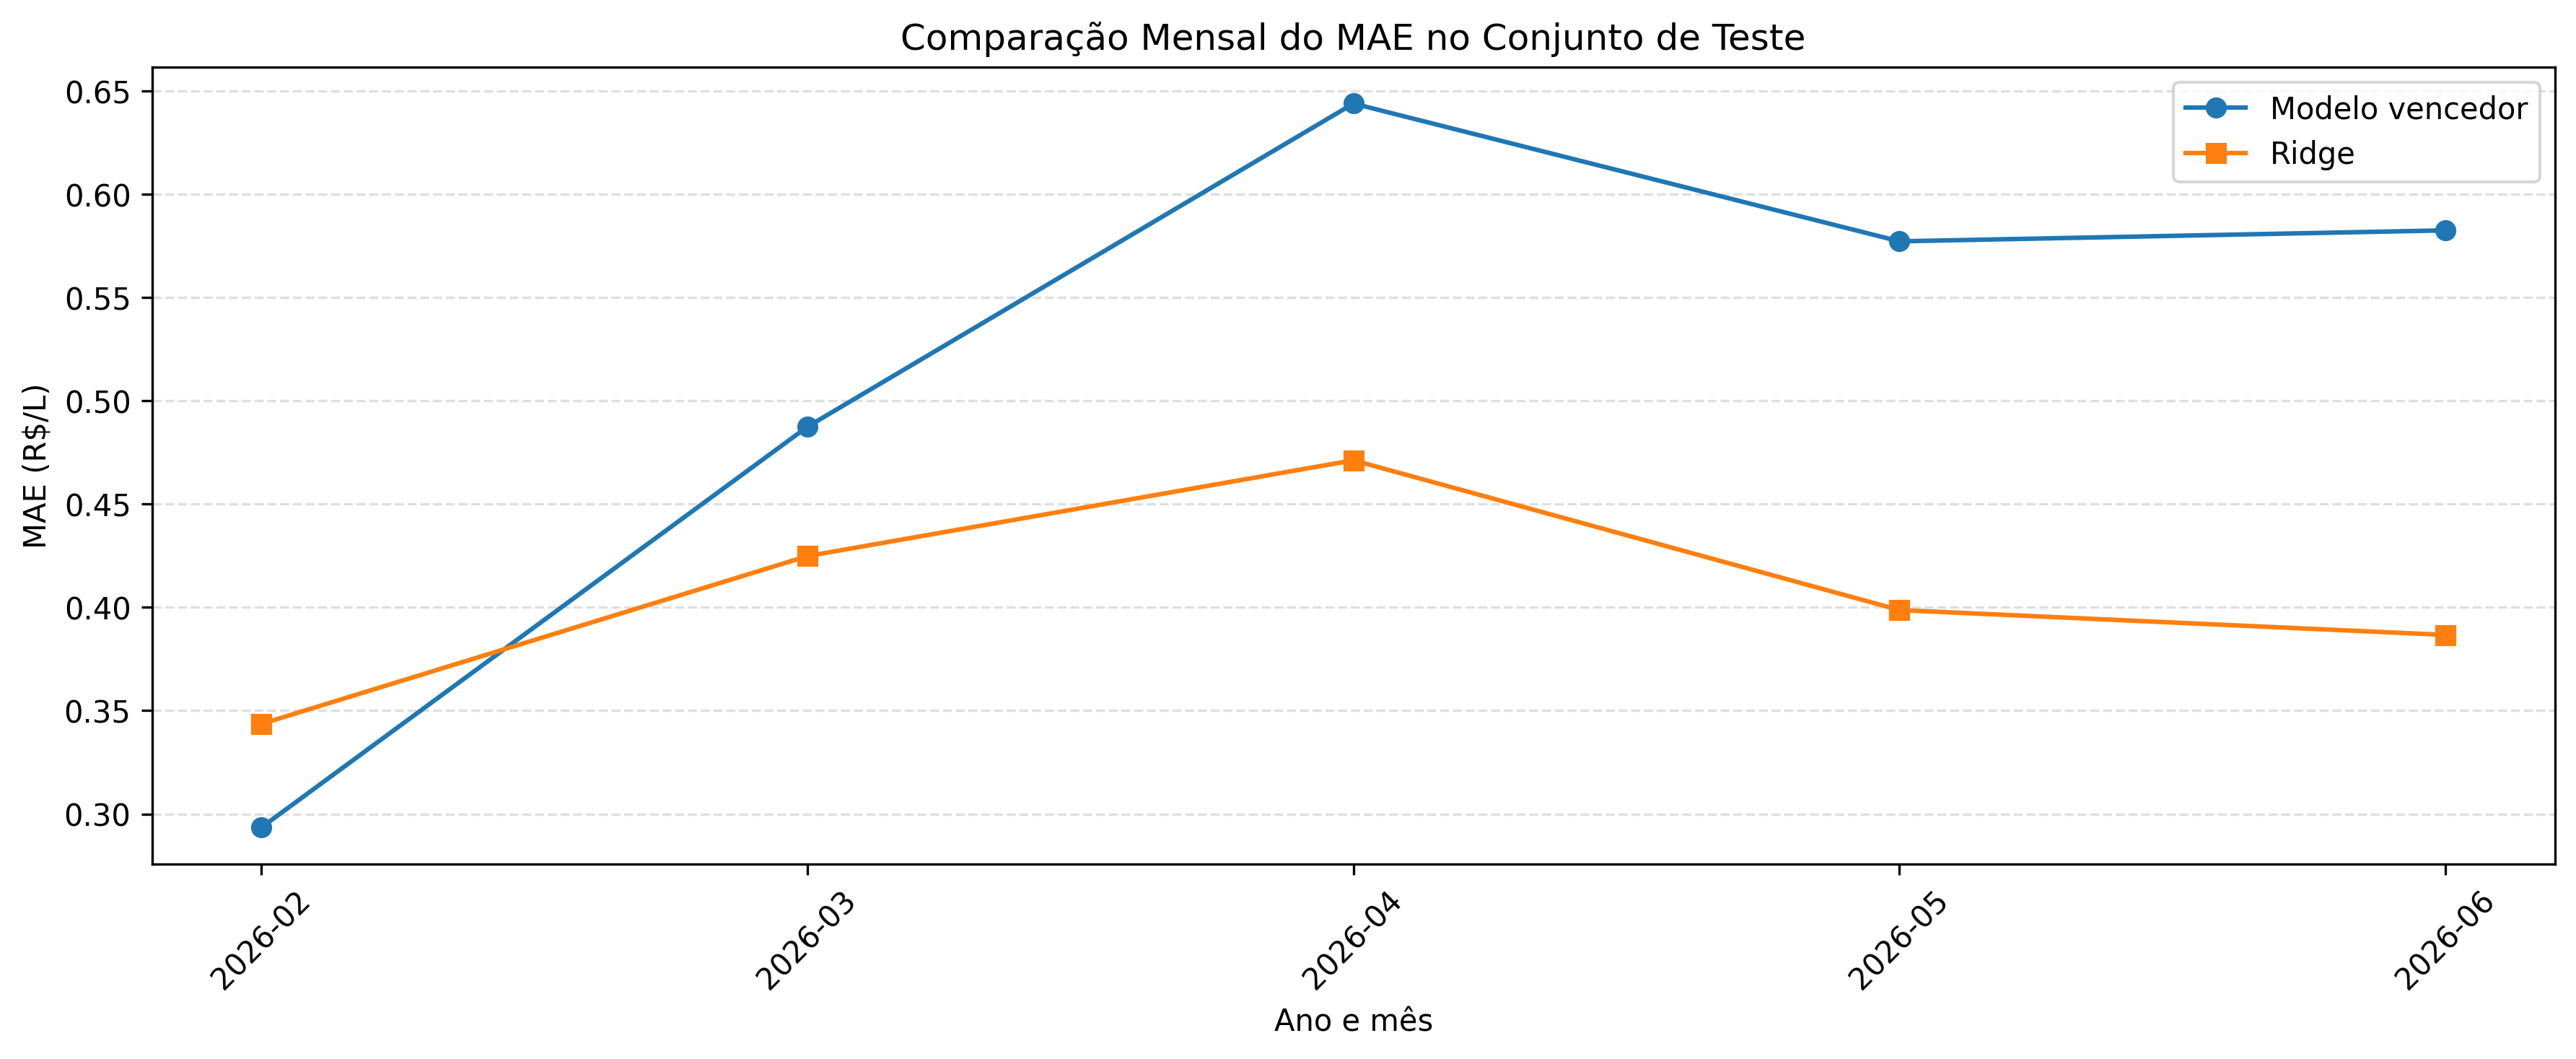 Comparação Mensal do MAE no Conjunto de Teste
Modelo vencedor
Ridge
MAE (R$/L)
0.65
0.60
0.55
0.50
0.45
0.40
0.35
0.30
2026-02
2026-03
2026-04
2026-05
2026-06
Ano e mês